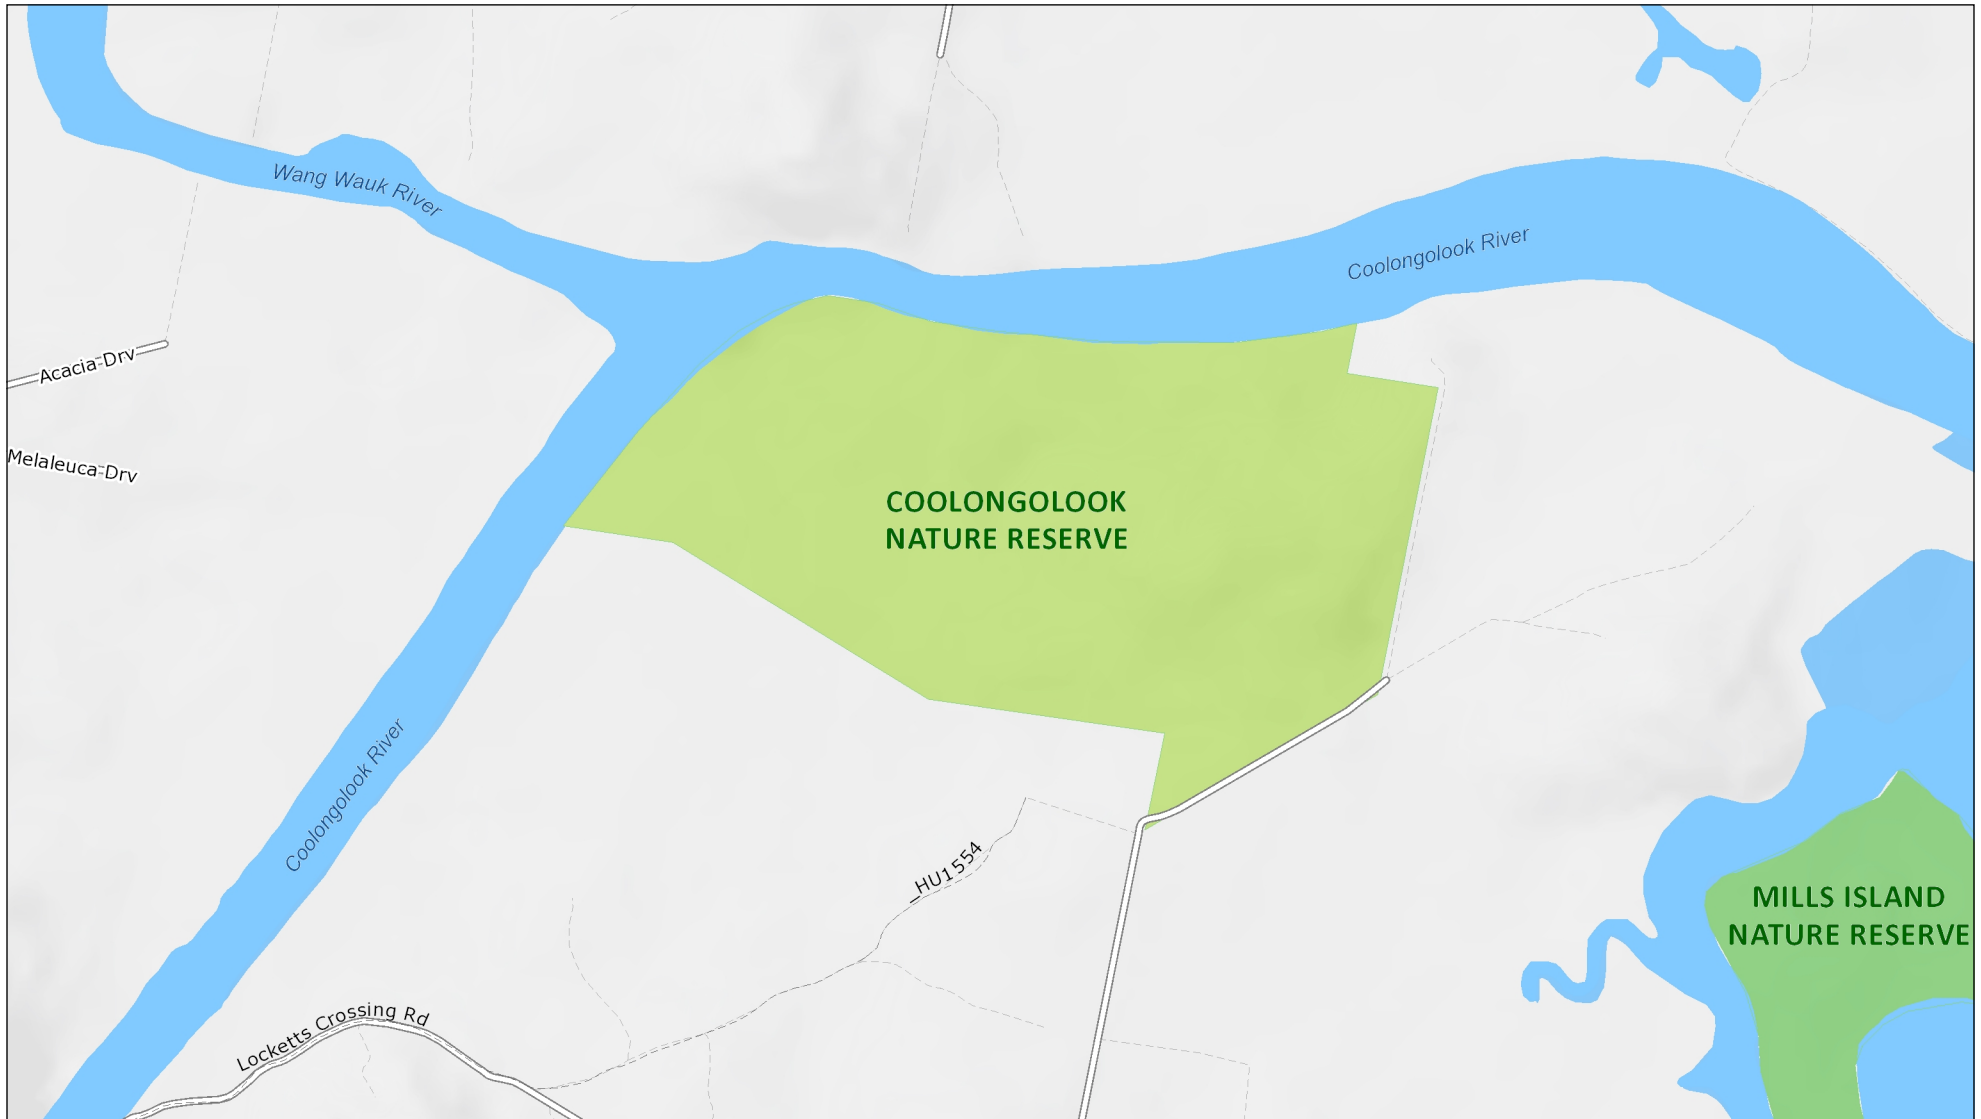 Wang Wauk River
Coolongolook River
Acacia Drv
Melaleuca Drv
COOLONGOLOOK
NATURE RESERVE
Coolongolook River
_HU1554
MILLS ISLAND
NATURE RESERVE
Locketts Crossing Rd